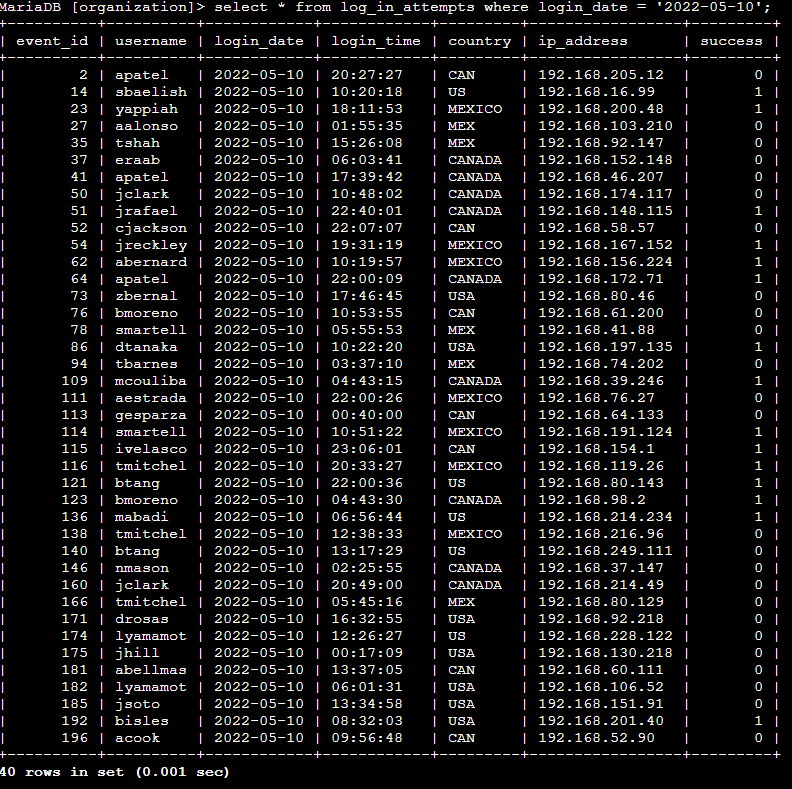 MariaDB [organization]> select * from log_in_attempts where login_date = '2022-05-10';
+----------+----------+------------+------------+---------+-----------------+---------+
| event_id | username | login_date | login_time | country | ip_address      | success |
+----------+----------+------------+------------+---------+-----------------+---------+
|        2 | apatel   | 2022-05-10 | 20:27:27   | CAN     | 192.168.205.12  |       0 |
|       14 | sbaelish | 2022-05-10 | 10:20:18   | US      | 192.168.16.99   |       1 |
|       23 | yappiah  | 2022-05-10 | 18:11:53   | MEXICO  | 192.168.200.48  |       1 |
|       27 | aalonso  | 2022-05-10 | 01:55:35   | MEX     | 192.168.103.210 |       0 |
|       35 | tshah    | 2022-05-10 | 15:26:08   | MEX     | 192.168.92.147  |       0 |
|       37 | eraab    | 2022-05-10 | 06:03:41   | CANADA  | 192.168.152.148 |       0 |
|       41 | apatel   | 2022-05-10 | 17:39:42   | CANADA  | 192.168.46.207  |       0 |
|       50 | jclark   | 2022-05-10 | 10:48:02   | CANADA  | 192.168.174.117 |       0 |
|       51 | jrafael  | 2022-05-10 | 22:40:01   | CANADA  | 192.168.148.115 |       1 |
|       52 | cjackson | 2022-05-10 | 22:07:07   | CAN     | 192.168.58.57   |       0 |
|       54 | jreckley | 2022-05-10 | 19:31:19   | MEXICO  | 192.168.167.152 |       1 |
|       62 | abernard | 2022-05-10 | 10:19:57   | MEXICO  | 192.168.156.224 |       1 |
|       64 | apatel   | 2022-05-10 | 22:00:09   | CANADA  | 192.168.172.71  |       1 |
|       73 | zbernal  | 2022-05-10 | 17:46:45   | USA     | 192.168.80.46   |       0 |
|       76 | bmoreno  | 2022-05-10 | 10:53:55   | CAN     | 192.168.61.200  |       0 |
|       78 | smartell | 2022-05-10 | 05:55:53   | MEX     | 192.168.41.88   |       0 |
|       86 | dtanaka  | 2022-05-10 | 10:22:20   | USA     | 192.168.197.135 |       1 |
|       94 | tbarnes  | 2022-05-10 | 03:37:10   | MEX     | 192.168.74.202  |       0 |
|      109 | mcouliba | 2022-05-10 | 04:43:15   | CANADA  | 192.168.39.246  |       1 |
|      111 | aestrada | 2022-05-10 | 22:00:26   | MEXICO  | 192.168.76.27   |       0 |
|      113 | gesparza | 2022-05-10 | 00:40:00   | CAN     | 192.168.64.133  |       0 |
|      114 | smartell | 2022-05-10 | 10:51:22   | MEXICO  | 192.168.191.124 |       1 |
|      115 | ivelasco | 2022-05-10 | 23:06:01   | CAN     | 192.168.154.1   |       1 |
|      116 | tmitchel | 2022-05-10 | 20:33:27   | MEXICO  | 192.168.119.26  |       1 |
|      121 | btang    | 2022-05-10 | 22:00:36   | US      | 192.168.80.143  |       1 |
|      123 | bmoreno  | 2022-05-10 | 04:43:30   | CANADA  | 192.168.98.2    |       1 |
|      136 | mabadi   | 2022-05-10 | 06:56:44   | US      | 192.168.214.234 |       1 |
|      138 | tmitchel | 2022-05-10 | 12:38:33   | MEXICO  | 192.168.216.96  |       0 |
|      140 | btang    | 2022-05-10 | 13:17:29   | US      | 192.168.249.111 |       0 |
|      146 | nmason   | 2022-05-10 | 02:25:55   | CANADA  | 192.168.37.147  |       0 |
|      160 | jclark   | 2022-05-10 | 20:49:00   | CANADA  | 192.168.214.49  |       0 |
|      166 | tmitchel | 2022-05-10 | 05:45:16   | MEX     | 192.168.80.129  |       0 |
|      171 | drosas   | 2022-05-10 | 16:32:55   | USA     | 192.168.92.218  |       0 |
|      174 | lyamamot | 2022-05-10 | 12:26:27   | US      | 192.168.228.122 |       0 |
|      175 | jhill    | 2022-05-10 | 00:17:09   | USA     | 192.168.130.218 |       0 |
|      181 | abellmas | 2022-05-10 | 13:37:05   | CAN     | 192.168.60.111  |       0 |
|      182 | lyamamot | 2022-05-10 | 06:01:31   | USA     | 192.168.106.52  |       0 |
|      185 | jsoto    | 2022-05-10 | 13:34:58   | USA     | 192.168.151.91  |       0 |
|      192 | bisles   | 2022-05-10 | 08:32:03   | USA     | 192.168.201.40  |       1 |
|      196 | acook    | 2022-05-10 | 09:56:48   | CAN     | 192.168.52.90   |       0 |
+----------+----------+------------+------------+---------+-----------------+---------+
40 rows in set (0.001 sec)